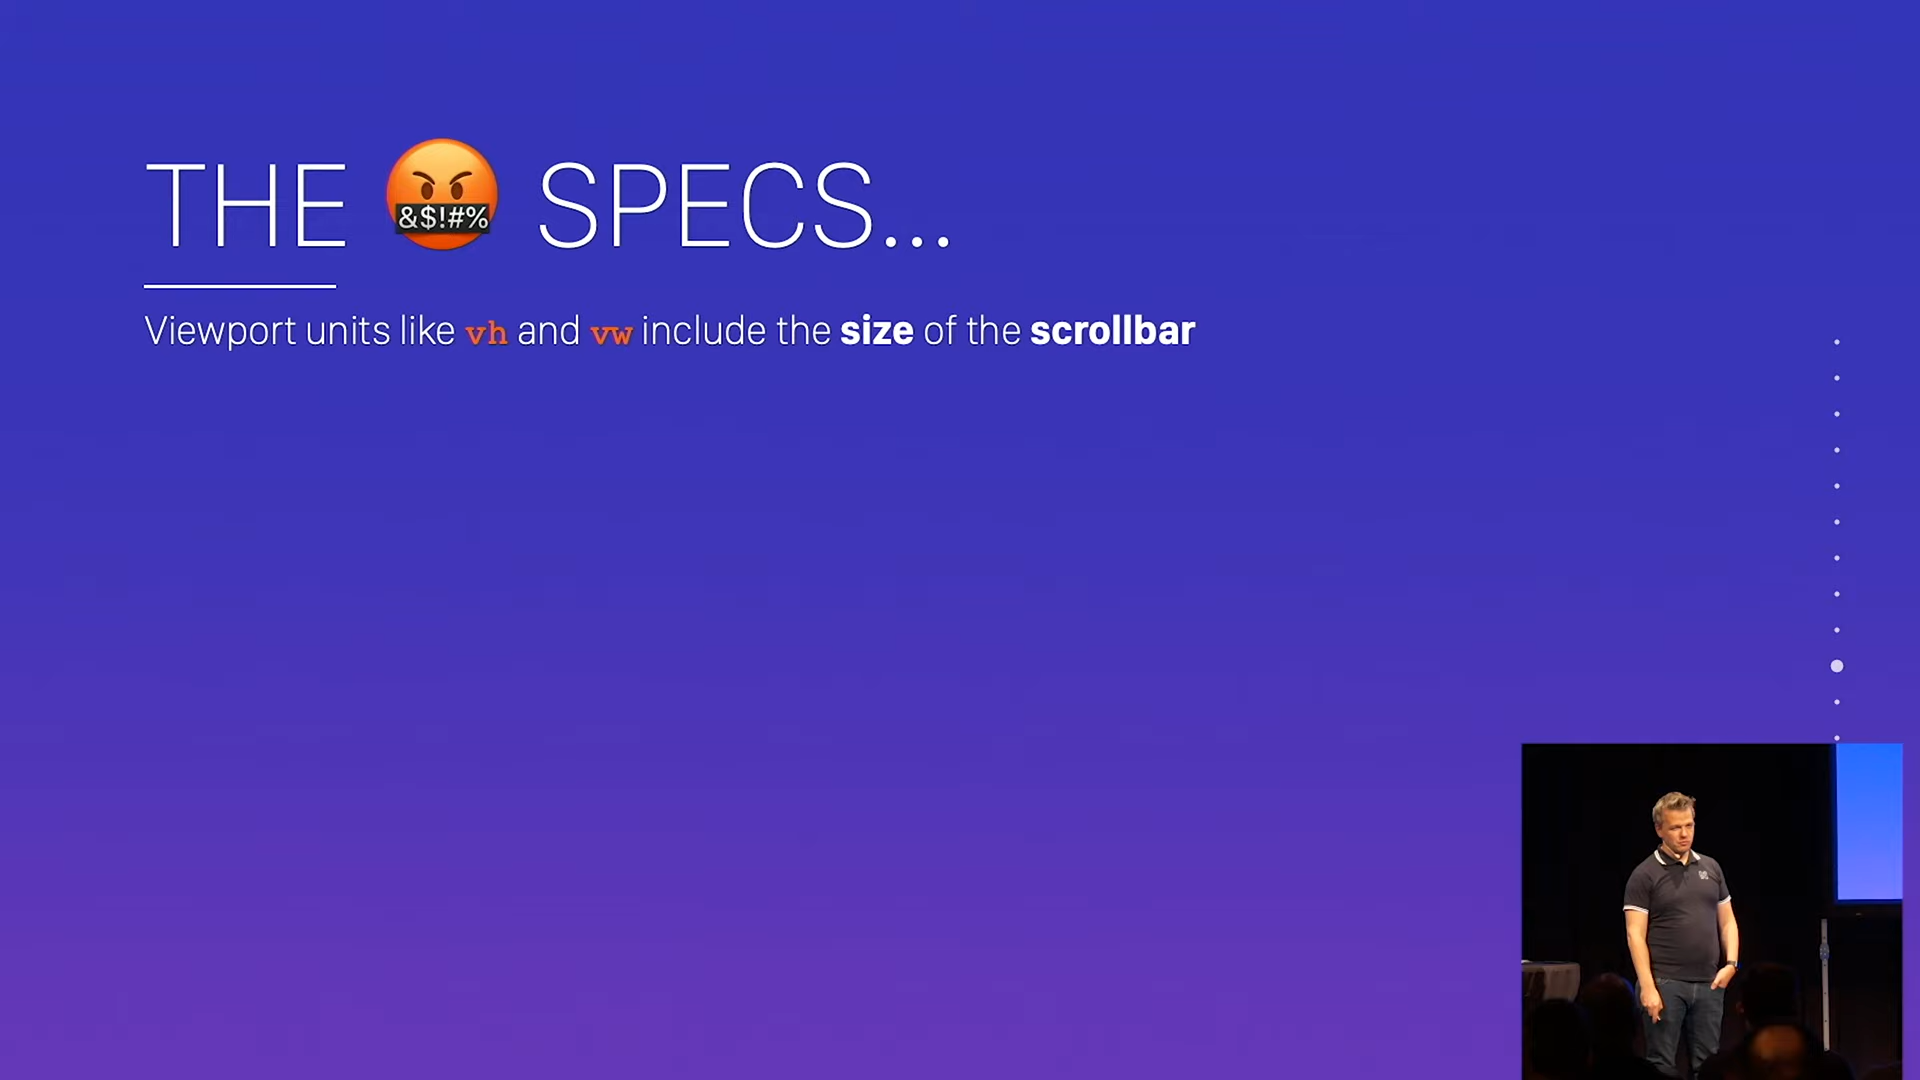 THE 🤬 SPECS...
Viewport units like vh and vw include the size of the scrollbar